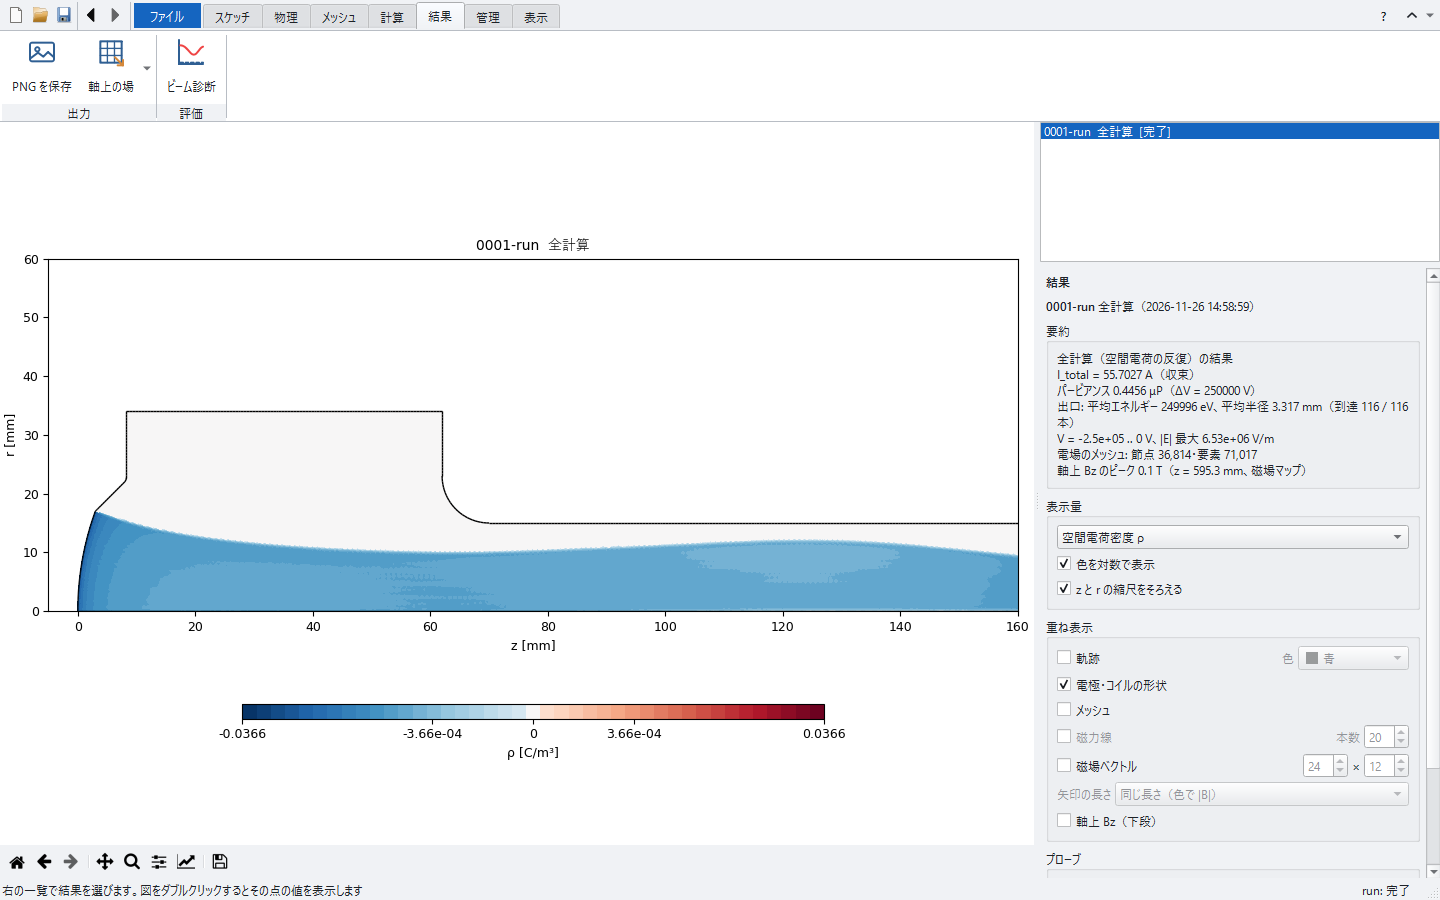 ファイル
スケッチ
物理
メッシュ
計算
結果
管理
表示
?
PNG を保存
軸上の場
ビーム診断
出力
評価
0001-run 全計算 [完了]
0001-run 全計算
60
50
40
30
20
10
0
r [mm]
0
20
40
60
80
100
120
140
160
z [mm]
-0.0366
-3.66e-04
0
3.66e-04
0.0366
ρ [C/m³]
結果
0001-run 全計算（2026-11-26 14:58:59）
要約
全計算（空間電荷の反復）の結果
I_total = 55.7027 A（収束）
パービアンス 0.4456 µP（ΔV = 250000 V）
出口: 平均エネルギー 249996 eV、平均半径 3.317 mm（到達 116 / 116
本）
V = -2.5e+05 .. 0 V、|E| 最大 6.53e+06 V/m
電場のメッシュ: 節点 36,814・要素 71,017
軸上 Bz のピーク 0.1 T（z = 595.3 mm、磁場マップ）
表示量
空間電荷密度 ρ
色を対数で表示
z と r の縮尺をそろえる
重ね表示
軌跡
色
青
電極・コイルの形状
メッシュ
磁力線
本数
20
磁場ベクトル
24
×
12
矢印の長さ
同じ長さ（色で |B|）
軸上 Bz（下段）
プローブ
右の一覧で結果を選びます。図をダブルクリックするとその点の値を表示します
run: 完了